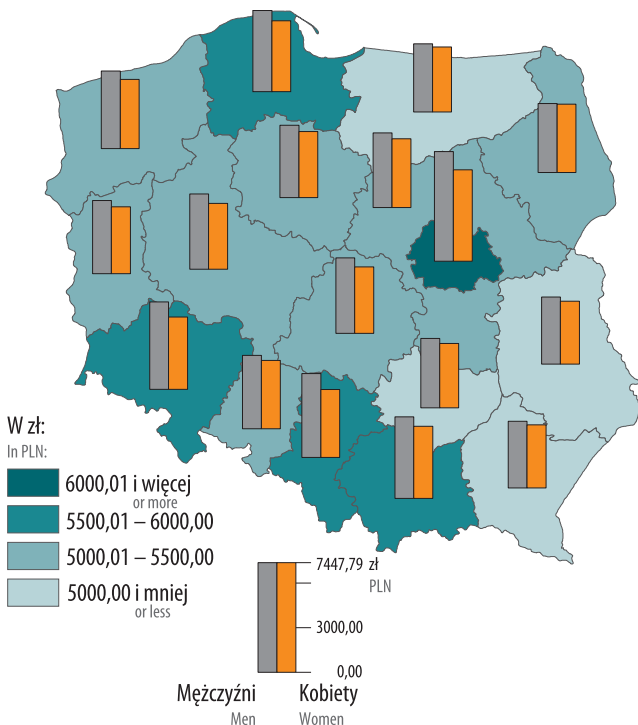 W zł:
In PLN:
6000,01 i więcej
or more
5500,01 – 6000,00
5000,01 – 5500,00
5000,00 i mniej
or less
7447,79 zł
PLN
3000,00
0,00
Mężczyźni Kobiety
Men Women